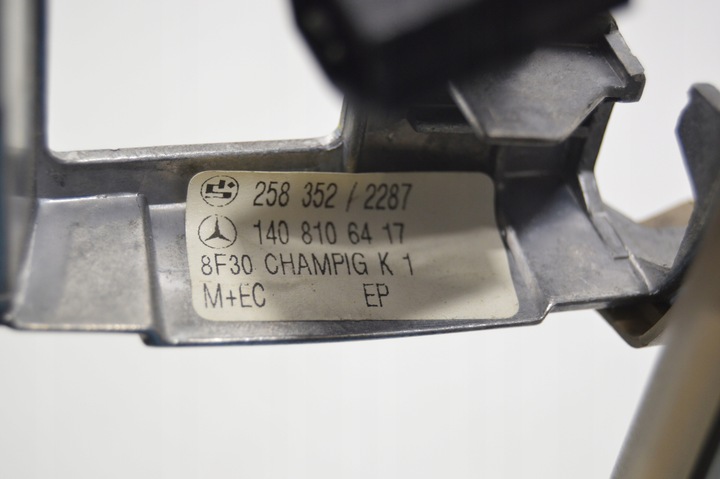 258 352 / 2287
140 810 64 17
8F30 CHAMPIG K 1
M+EC EP